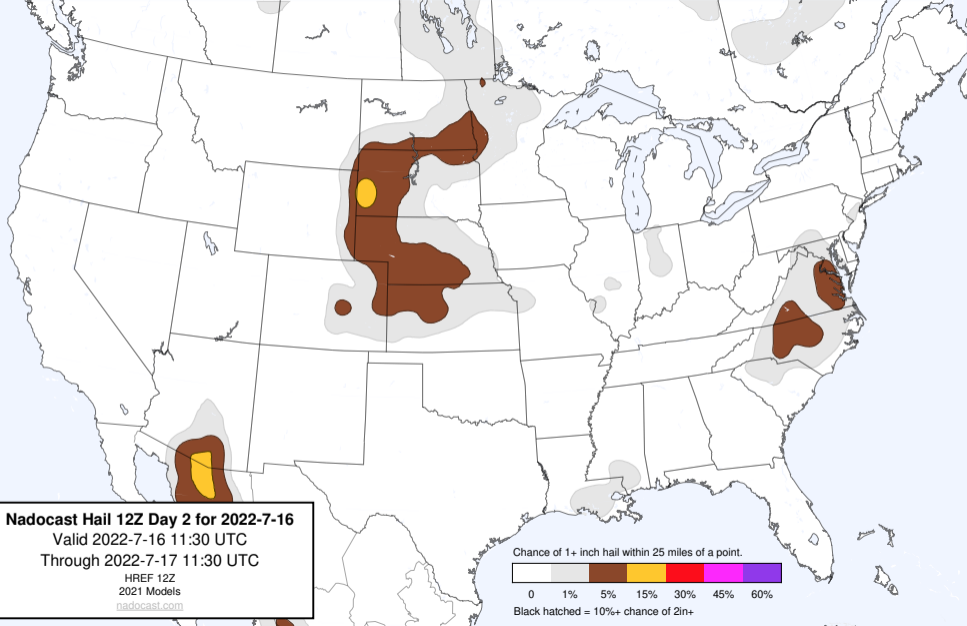 Nadocast Hail 12Z Day 2 for 2022-7-16
Valid 2022-7-16 11:30 UTC
Through 2022-7-17 11:30 UTC
HREF 12Z
2021 Models
nadocast.com
Chance of 1+ inch hail within 25 miles of a point.
0 1% 5% 15% 30% 45% 60%
Black hatched = 10%+ chance of 2in+